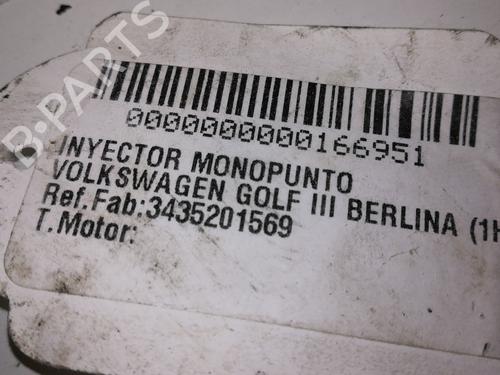 B-PARTS
0000000000166951
INYECTOR MONOPUNTO
VOLKSWAGEN GOLF III BERLINA (1H
Ref.Fab:3435201569
T.Motor: